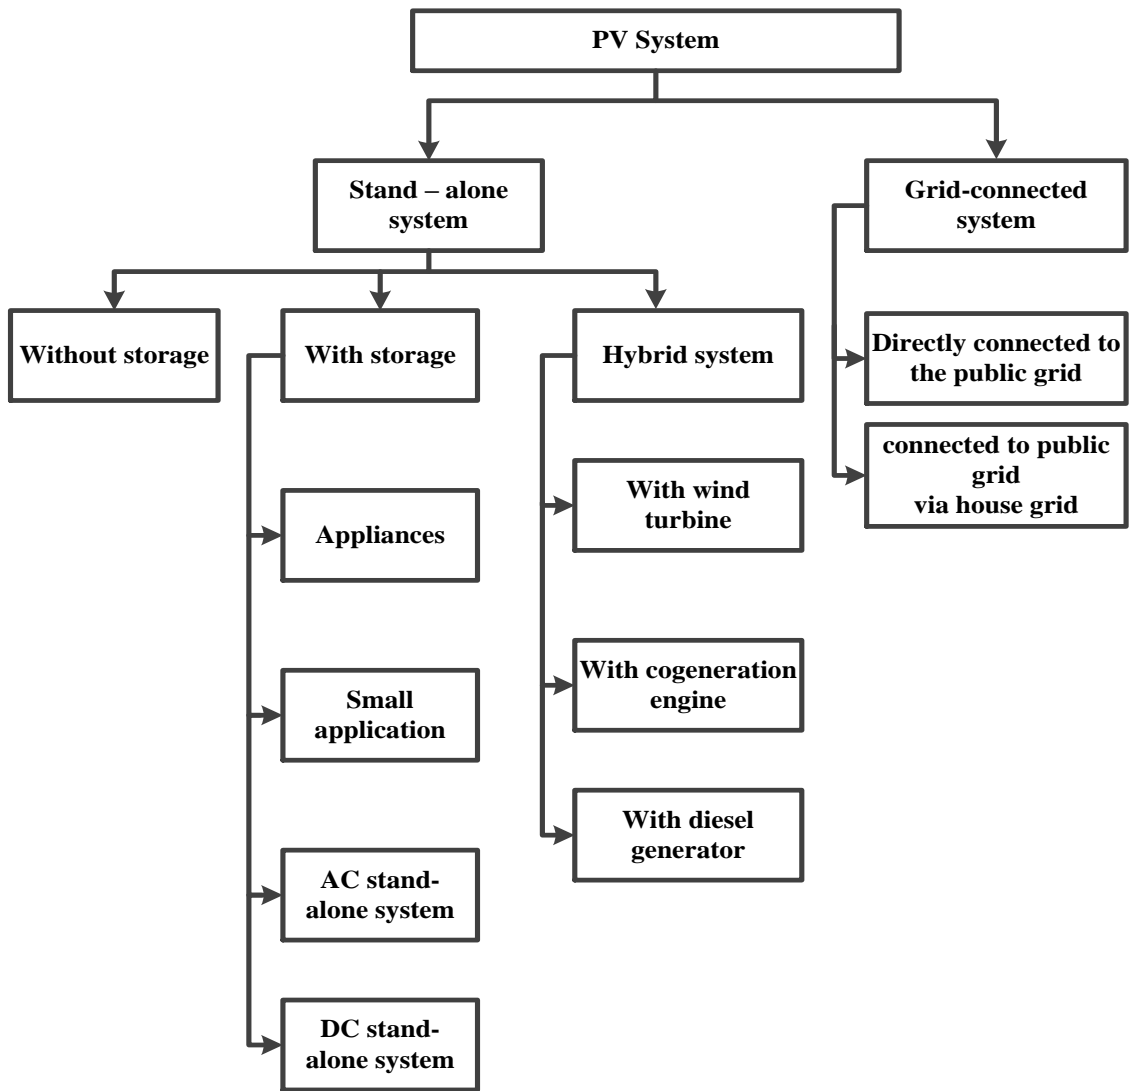 PV System
Stand – alone
system
Grid-connected
system
Without storage
With storage
Hybrid system
Directly connected to
the public grid
connected to public
grid
via house grid
Appliances
With wind
turbine
Small
application
With cogeneration
engine
AC stand-
alone system
With diesel
generator
DC stand-
alone system